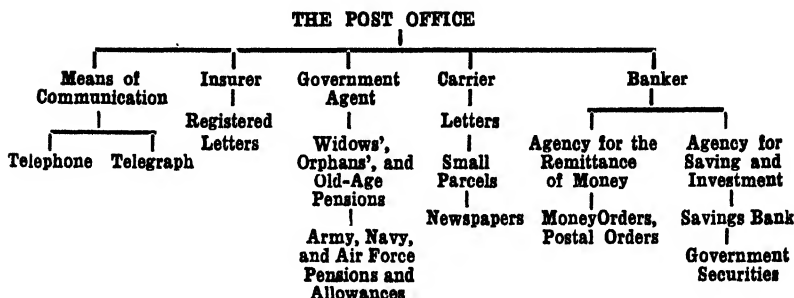 THE POST OFFICE
Means of
Communication
Telephone
Telegraph
Insurer
Registered
Letters
Government
Agent
Widows',
Orphans', and
Old-Age
Pensions
Army, Navy,
and Air Force
Pensions and
Allowances
Carrier
Letters
Small
Parcels
Newspapers
Banker
Agency for the
Remittance
of Money
MoneyOrders,
Postal Orders
Agency for
Saving and
Investment
Savings Bank
Government
Securities